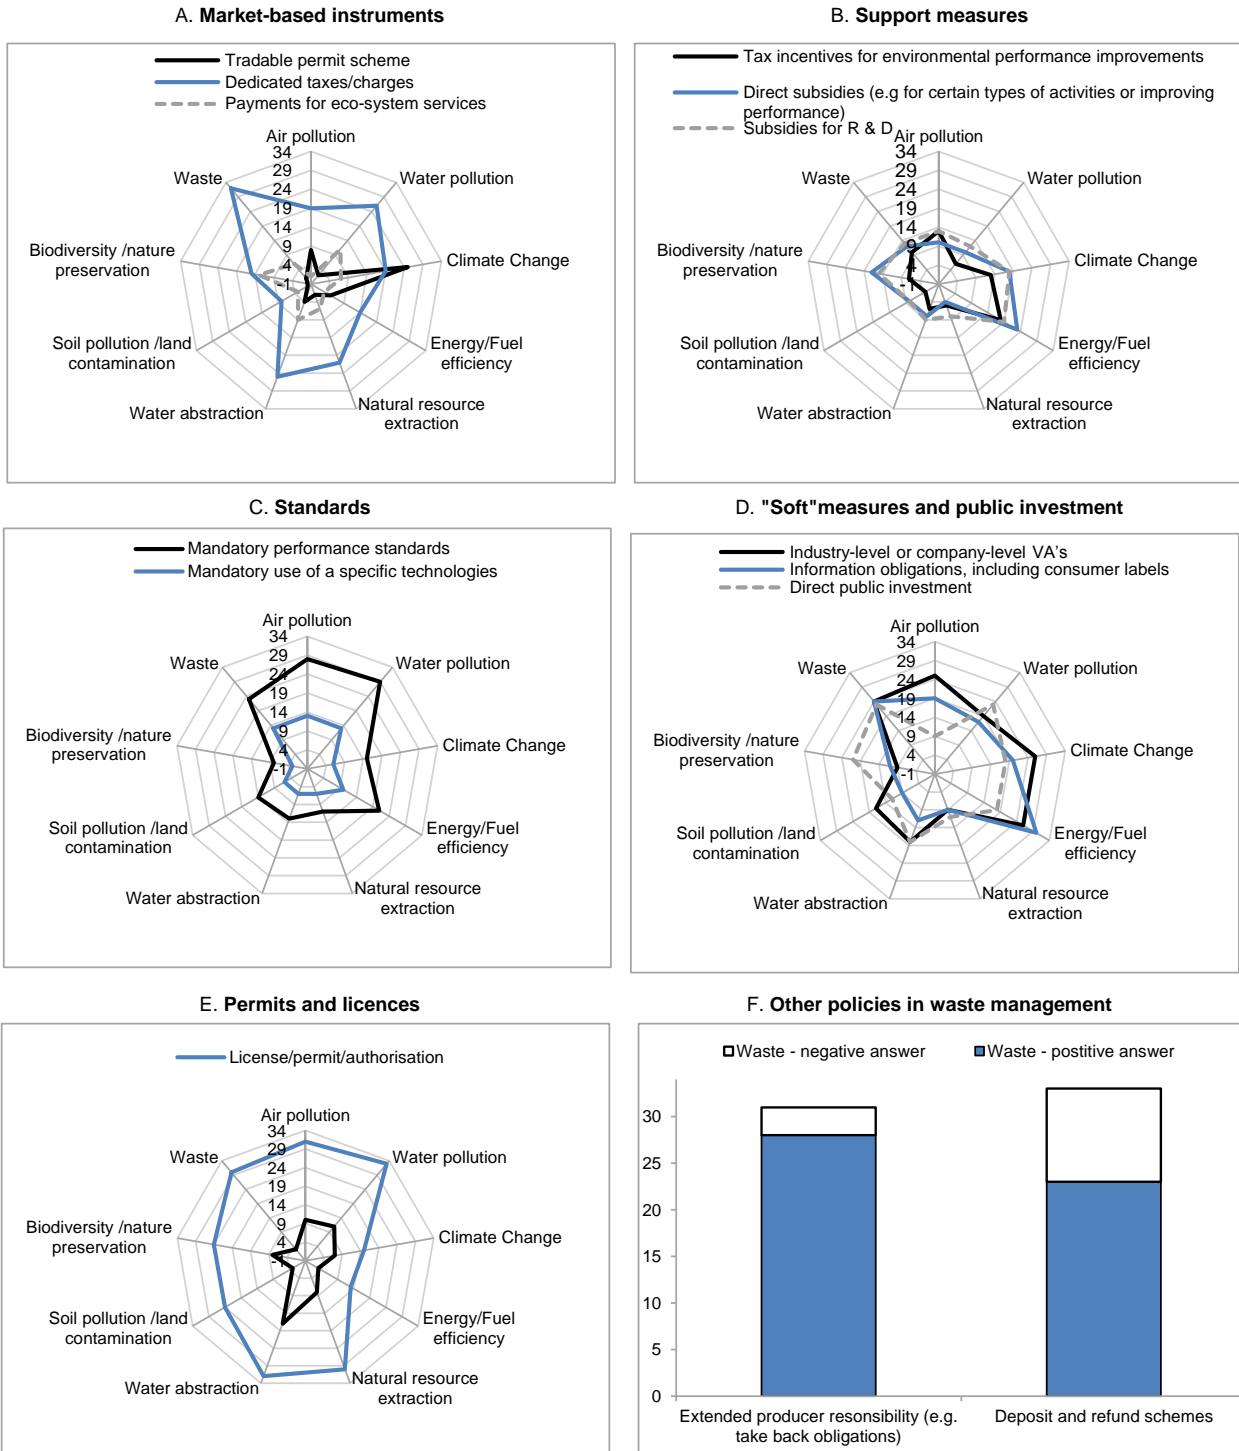 A. Market-based instruments
Tradable permit scheme
Dedicated taxes/charges
Payments for eco-system services
Air pollution
34
29
24
19
14
9
4
-1
Water pollution
Climate Change
Energy/Fuel
efficiency
Natural resource
extraction
Water abstraction
Soil pollution /land
contamination
Biodiversity /nature
preservation
Waste
B. Support measures
Tax incentives for environmental performance improvements
Direct subsidies (e.g for certain types of activities or improving
performance)
Subsidies for R & D
Air pollution
34
29
24
19
14
9
4
-1
Water pollution
Climate Change
Energy/Fuel
efficiency
Natural resource
extraction
Water abstraction
Soil pollution /land
contamination
Biodiversity /nature
preservation
Waste
C. Standards
Mandatory performance standards
Mandatory use of a specific technologies
Air pollution
34
29
24
19
14
9
4
-1
Water pollution
Climate Change
Energy/Fuel
efficiency
Natural resource
extraction
Water abstraction
Soil pollution /land
contamination
Biodiversity /nature
preservation
Waste
D. "Soft"measures and public investment
Industry-level or company-level VA's
Information obligations, including consumer labels
Direct public investment
Air pollution
34
29
24
19
14
9
4
-1
Water pollution
Climate Change
Energy/Fuel
efficiency
Natural resource
extraction
Water abstraction
Soil pollution /land
contamination
Biodiversity /nature
preservation
Waste
E. Permits and licences
License/permit/authorisation
Air pollution
34
29
24
19
14
9
4
-1
Water pollution
Climate Change
Energy/Fuel
efficiency
Natural resource
extraction
Water abstraction
Soil pollution /land
contamination
Biodiversity /nature
preservation
Waste
F. Other policies in waste management
Waste - negative answer
Waste - postitive answer
30
25
20
15
10
5
0
Extended producer resonsibility (e.g.
take back obligations)
Deposit and refund schemes